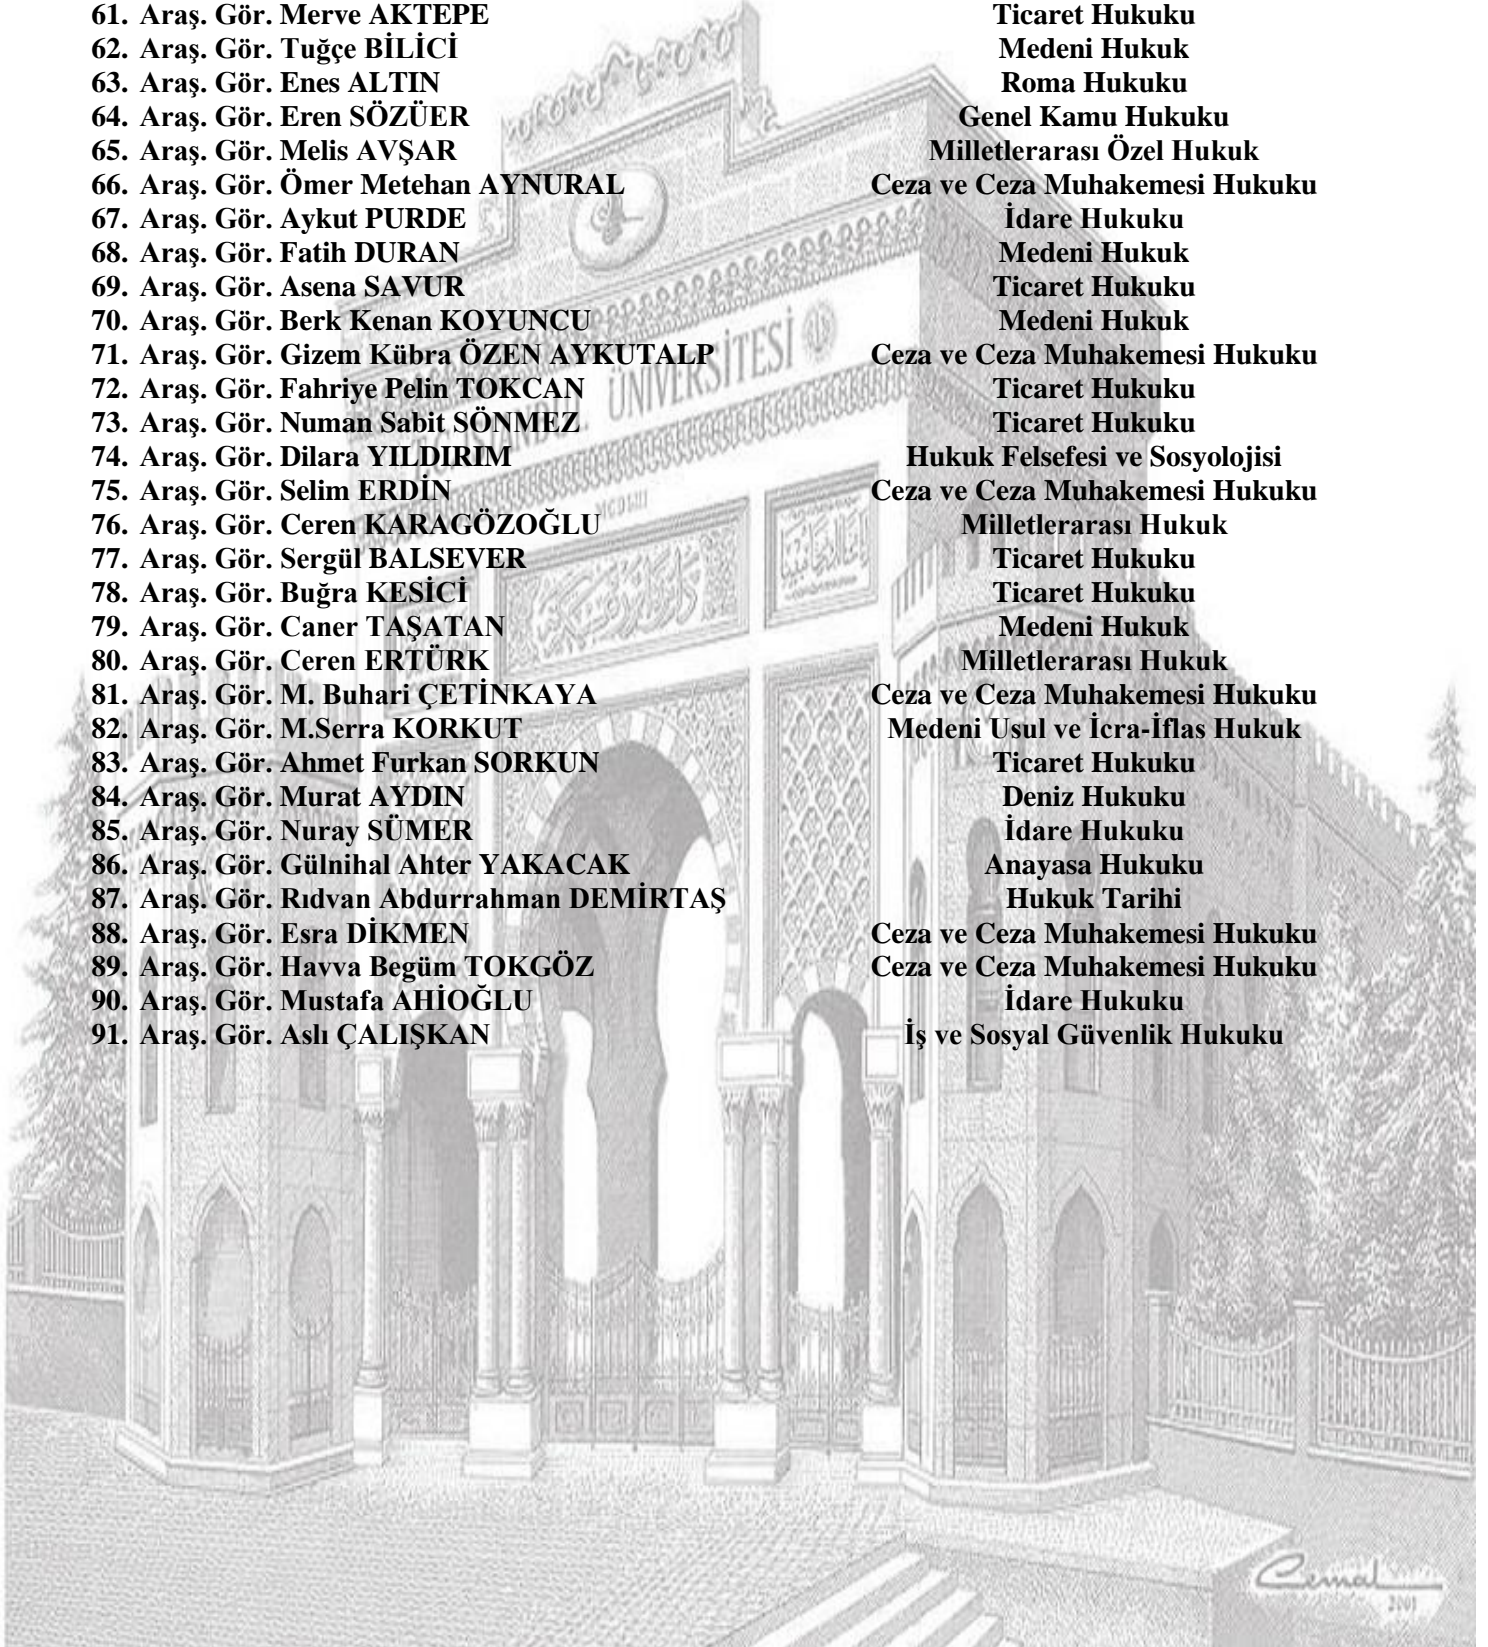 61. Araş. Gör. Merve AKTEPE Ticaret Hukuku
62. Araş. Gör. Tuğçe BİLİCİ Medeni Hukuk
63. Araş. Gör. Enes ALTIN Roma Hukuku
64. Araş. Gör. Eren SÖZÜER Genel Kamu Hukuku
65. Araş. Gör. Melis AVŞAR Milletlerarası Özel Hukuk
66. Araş. Gör. Ömer Metehan AYNURAL Ceza ve Ceza Muhakemesi Hukuku
67. Araş. Gör. Aykut PURDE İdare Hukuku
68. Araş. Gör. Fatih DURAN Medeni Hukuk
69. Araş. Gör. Asena SAVUR Ticaret Hukuku
70. Araş. Gör. Berk Kenan KOYUNCU Medeni Hukuk
71. Araş. Gör. Gizem Kübra ÖZEN AYKUTALP Ceza ve Ceza Muhakemesi Hukuku
72. Araş. Gör. Fahriye Pelin TOKCAN Ticaret Hukuku
73. Araş. Gör. Numan Sabit SÖNMEZ Ticaret Hukuku
74. Araş. Gör. Dilara YILDIRIM Hukuk Felsefesi ve Sosyolojisi
75. Araş. Gör. Selim ERDİN Ceza ve Ceza Muhakemesi Hukuku
76. Araş. Gör. Ceren KARAGÖZOĞLU Milletlerarası Hukuk
77. Araş. Gör. Sergül BALSEVER Ticaret Hukuku
78. Araş. Gör. Buğra KESİCİ Ticaret Hukuku
79. Araş. Gör. Caner TAŞATAN Medeni Hukuk
80. Araş. Gör. Ceren ERTÜRK Milletlerarası Hukuk
81. Araş. Gör. M. Buhari ÇETİNKAYA Ceza ve Ceza Muhakemesi Hukuku
82. Araş. Gör. M.Serra KORKUT Medeni Usul ve İcra-İflas Hukuk
83. Araş. Gör. Ahmet Furkan SORKUN Ticaret Hukuku
84. Araş. Gör. Murat AYDIN Deniz Hukuku
85. Araş. Gör. Nuray SÜMER İdare Hukuku
86. Araş. Gör. Gülnihal Ahter YAKACAK Anayasa Hukuku
87. Araş. Gör. Rıdvan Abdurrahman DEMİRTAŞ Hukuk Tarihi
88. Araş. Gör. Esra DİKMEN Ceza ve Ceza Muhakemesi Hukuku
89. Araş. Gör. Havva Begüm TOKGÖZ Ceza ve Ceza Muhakemesi Hukuku
90. Araş. Gör. Mustafa AHİOĞLU İdare Hukuku
91. Araş. Gör. Aslı ÇALIŞKAN İş ve Sosyal Güvenlik Hukuku
T.C. İSTANBUL ÜNİVERSİTESİ
Cemal
2001